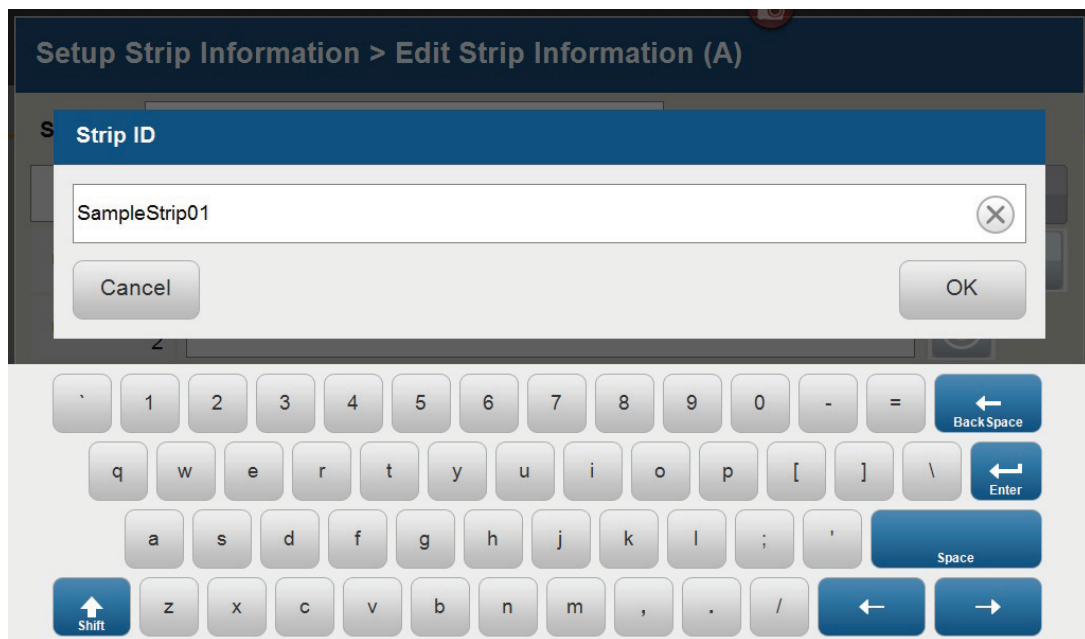 Setup Strip Information > Edit Strip Information (A)
S
Strip ID
SampleStrip01
Cancel
OK
2
` 1 2 3 4 5 6 7 8 9 0 - = BackSpace
q w e r t y u i o p [ ] \ Enter
a s d f g h j k l ; ' Space
Shift z x c v b n m , . /